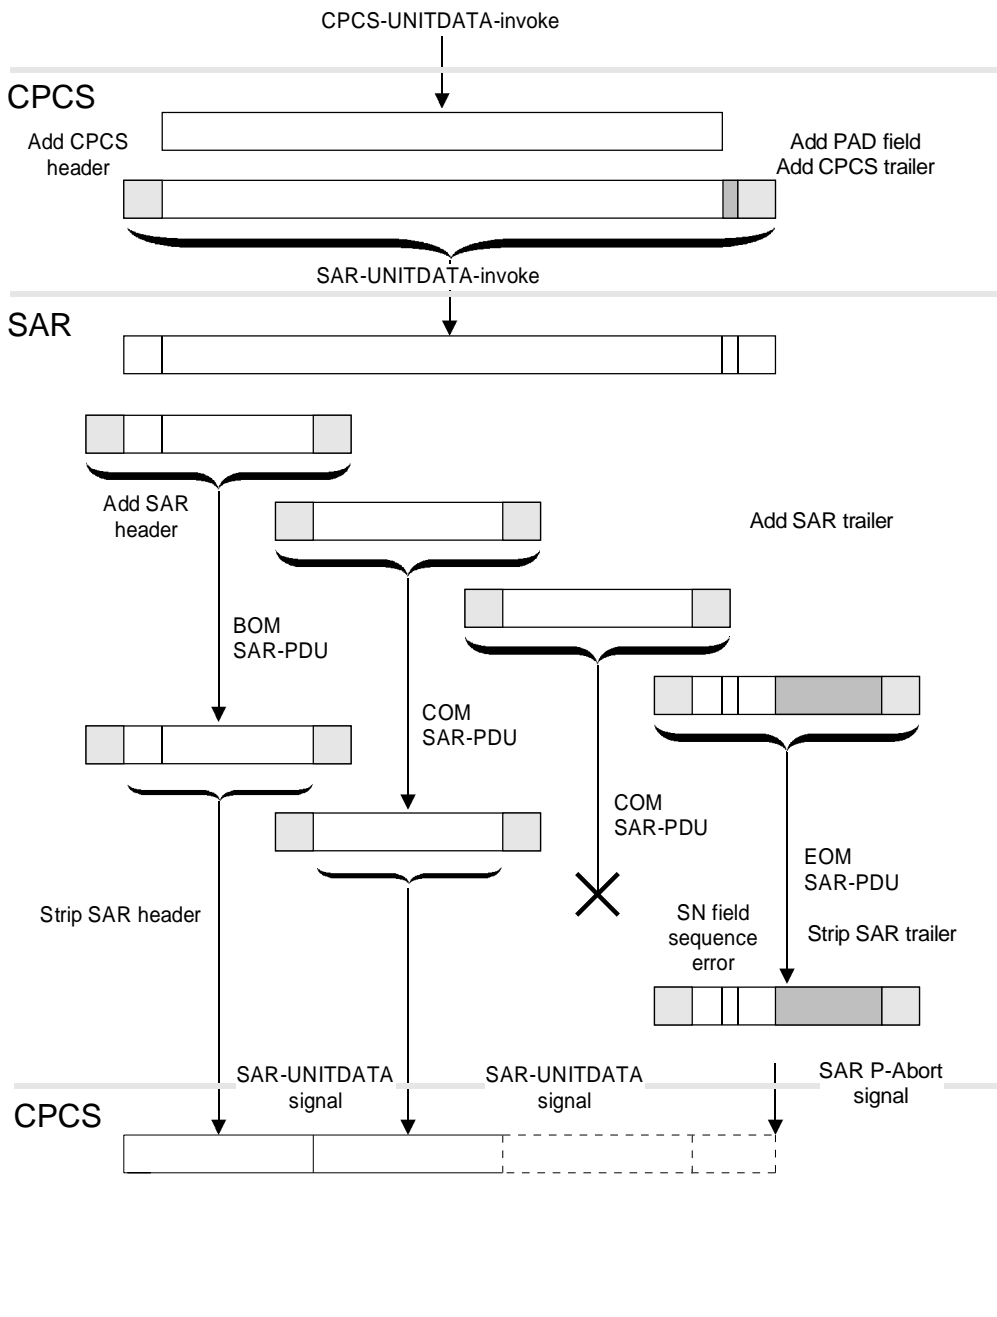 CPCS-UNITDATA-invoke
CPCS
Add CPCS
header
Add PAD field
Add CPCS trailer
SAR-UNITDATA-invoke
SAR
Add SAR
header
Add SAR trailer
BOM
SAR-PDU
COM
SAR-PDU
COM
SAR-PDU
EOM
SAR-PDU
Strip SAR header
SN field
sequence
error
Strip SAR trailer
SAR-UNITDATA
signal
SAR-UNITDATA
signal
SAR P-Abort
signal
CPCS